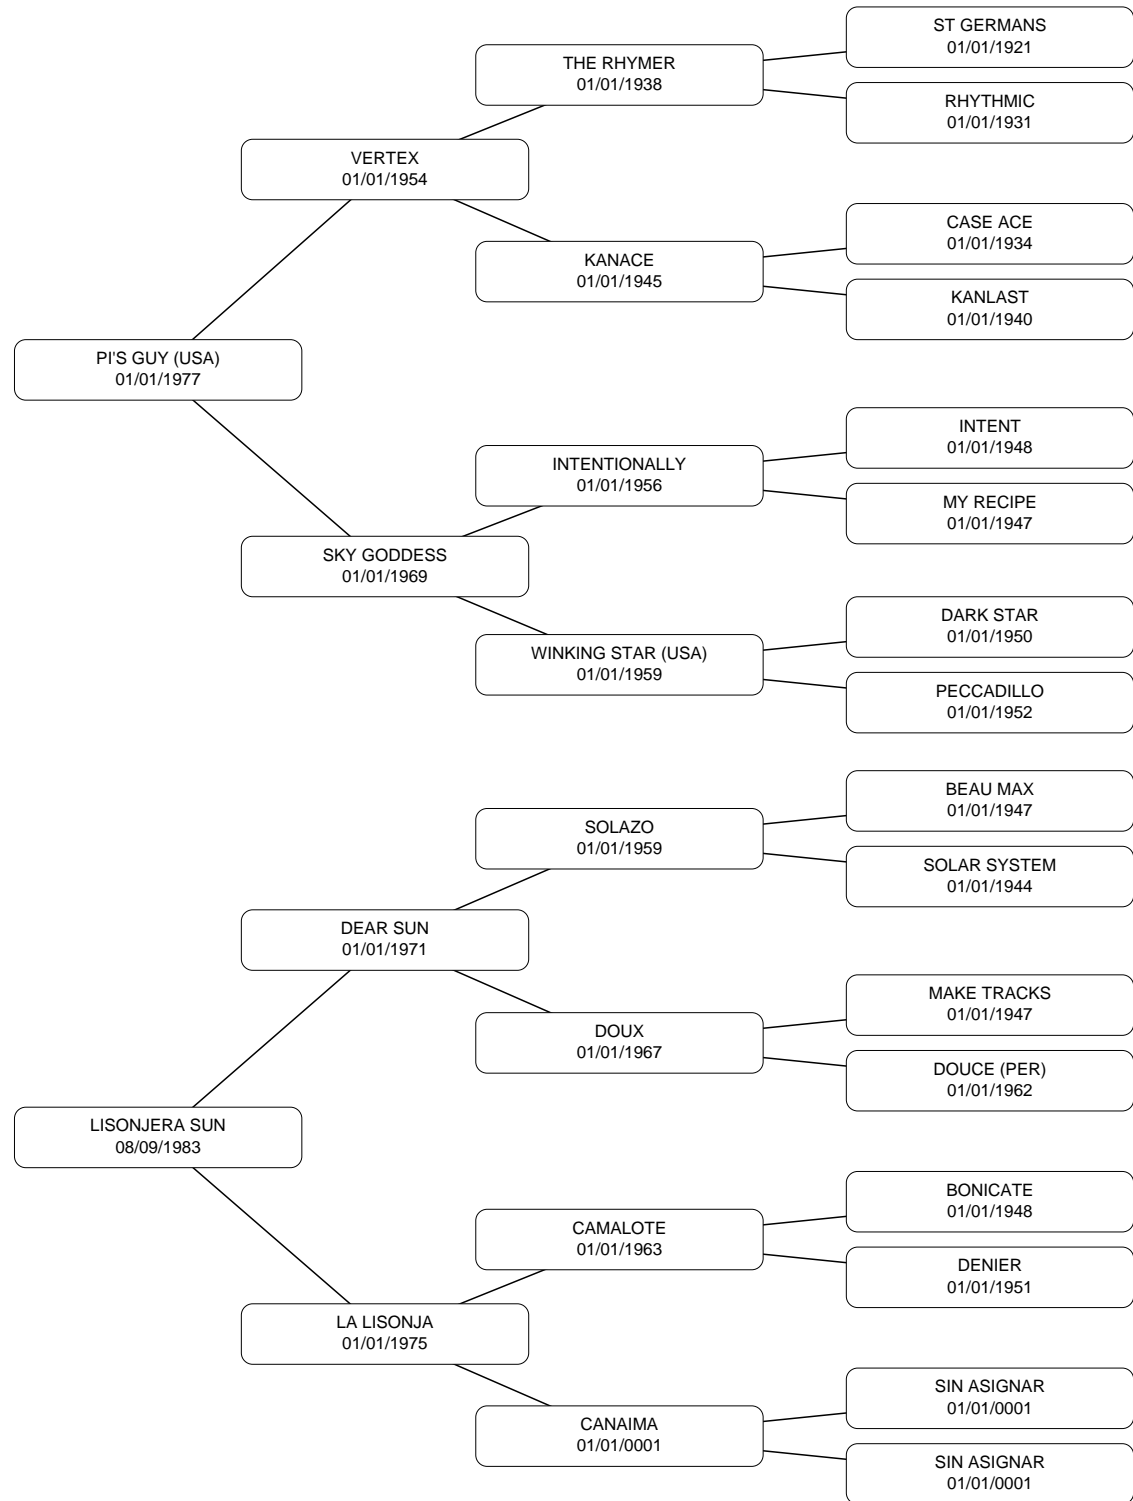 ST GERMANS
01/01/1921
THE RHYMER
01/01/1938
RHYTHMIC
01/01/1931
VERTEX
01/01/1954
CASE ACE
01/01/1934
KANACE
01/01/1945
KANLAST
01/01/1940
PI'S GUY (USA)
01/01/1977
INTENT
01/01/1948
INTENTIONALLY
01/01/1956
MY RECIPE
01/01/1947
SKY GODDESS
01/01/1969
DARK STAR
01/01/1950
WINKING STAR (USA)
01/01/1959
PECCADILLO
01/01/1952
BEAU MAX
01/01/1947
SOLAZO
01/01/1959
SOLAR SYSTEM
01/01/1944
DEAR SUN
01/01/1971
MAKE TRACKS
01/01/1947
DOUX
01/01/1967
DOUCE (PER)
01/01/1962
LISONJERA SUN
08/09/1983
BONICATE
01/01/1948
CAMALOTE
01/01/1963
DENIER
01/01/1951
LA LISONJA
01/01/1975
SIN ASIGNAR
01/01/0001
CANAIMA
01/01/0001
SIN ASIGNAR
01/01/0001